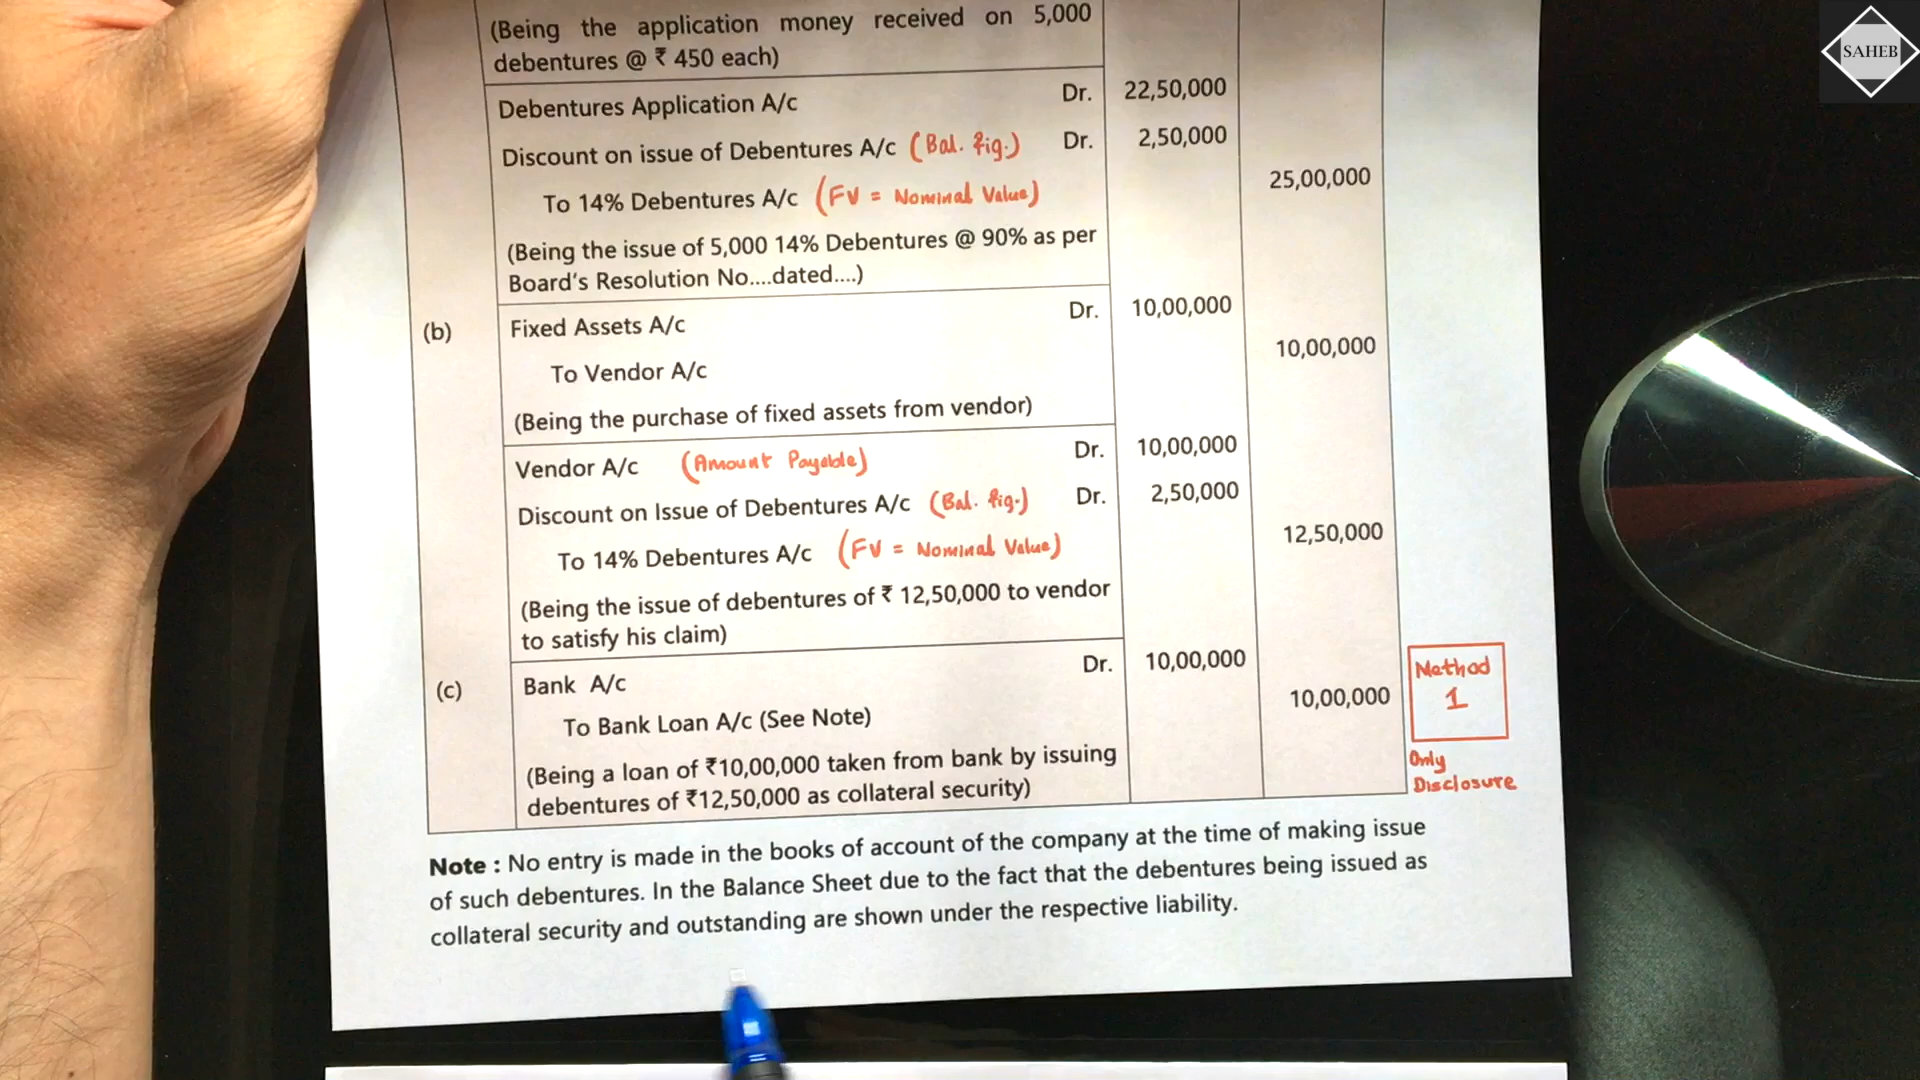 SAHEB
(Being the application money received on 5,000
debentures @ ₹ 450 each)
Debentures Application A/c Dr. 22,50,000
Discount on issue of Debentures A/c (Bal. fig.) Dr. 2,50,000
To 14% Debentures A/c (FV = Nominal Value) 25,00,000
(Being the issue of 5,000 14% Debentures @ 90% as per
Board's Resolution No....dated....)
(b) Fixed Assets A/c Dr. 10,00,000
To Vendor A/c 10,00,000
(Being the purchase of fixed assets from vendor)
Vendor A/c (Amount Payable) Dr. 10,00,000
Discount on Issue of Debentures A/c (Bal. fig.) Dr. 2,50,000
To 14% Debentures A/c (FV = Nominal Value) 12,50,000
(Being the issue of debentures of ₹ 12,50,000 to vendor
to satisfy his claim)
(c) Bank A/c Dr. 10,00,000
To Bank Loan A/c (See Note) 10,00,000
(Being a loan of ₹10,00,000 taken from bank by issuing
debentures of ₹12,50,000 as collateral security)
Method
1
Only
Disclosure
Note : No entry is made in the books of account of the company at the time of making issue
of such debentures. In the Balance Sheet due to the fact that the debentures being issued as
collateral security and outstanding are shown under the respective liability.